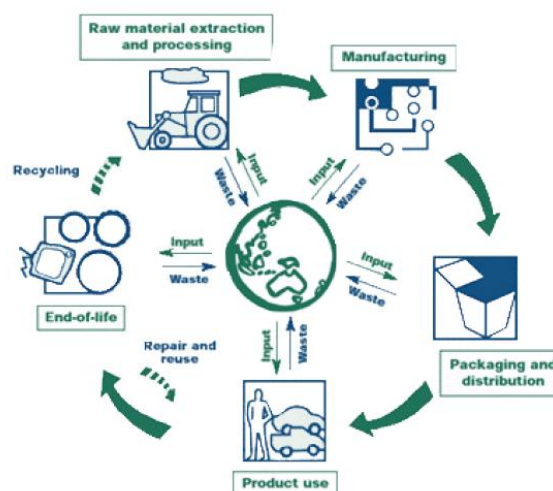 Raw material extraction
and processing
Manufacturing
Recycling
Input
Waste
Input
Waste
Input
Waste
Input
Waste
End-of-life
Repair and
reuse
Input
Waste
Packaging and
distribution
Product use